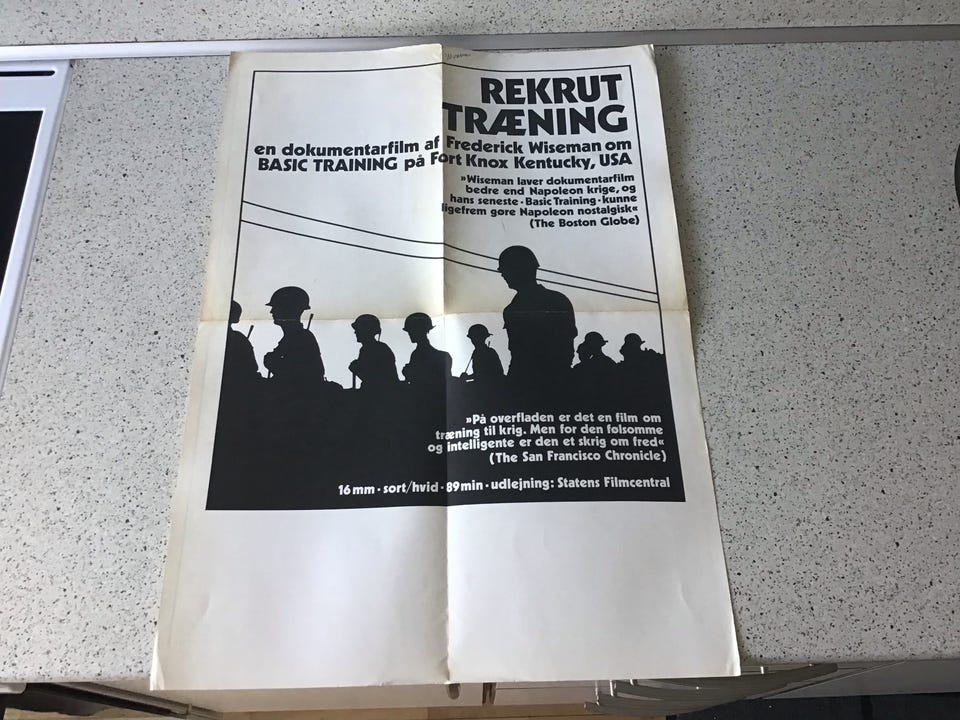 REKRUT
TRÆNING
en dokumentarfilm af Frederick Wiseman om
BASIC TRAINING på Fort Knox Kentucky, USA
»Wiseman laver dokumentarfilm
bedre end Napoleon krige, og
hans seneste · Basic Training · kunne
ligefrem gøre Napoleon nostalgisk«
(The Boston Globe)
»På overfladen er det en film om
træning til krig. Men for den følsomme
og intelligente er den et skrig om fred«
(The San Francisco Chronicle)
16 mm · sort/hvid · 89 min · udlejning: Statens Filmcentral